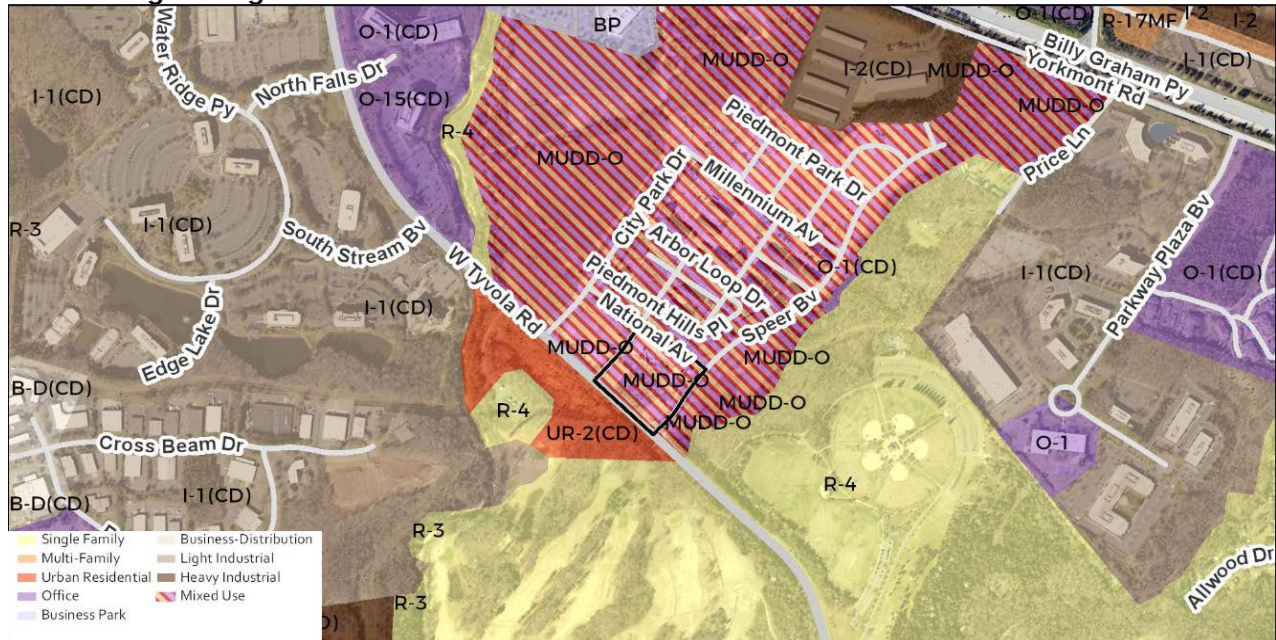 O-1(CD)
BP
MUDD-O
O-1(CD)
R-17MF
I-2
I-2
I-1(CD)
Billy Graham Py
Yorkmont Rd
Water Ridge Py
North Falls Dr
I-1(CD)
O-15(CD)
I-2(CD)
MUDD-O
MUDD-O
R-4
MUDD-O
Piedmont Park Dr
Price Ln
City Park Dr
Millennium Av
Parkway Plaza Bv
R-3
I-1(CD)
South Stream Bv
W Tyvola Rd
Arbor Loop Dr
O-1(CD)
I-1(CD)
O-1(CD)
Piedmont Hills Pl
Speer Bv
National Av
I-1(CD)
Edge Lake Dr
MUDD-O
MUDD-O
MUDD-O
MUDD-O
MUDD-O
B-D(CD)
R-4
UR-2(CD)
Cross Beam Dr
O-1
R-4
I-1(CD)
B-D(CD)
R-3
R-3
Allwood Dr
Single Family
Multi-Family
Urban Residential
Office
Business Park
Business-Distribution
Light Industrial
Heavy Industrial
Mixed Use